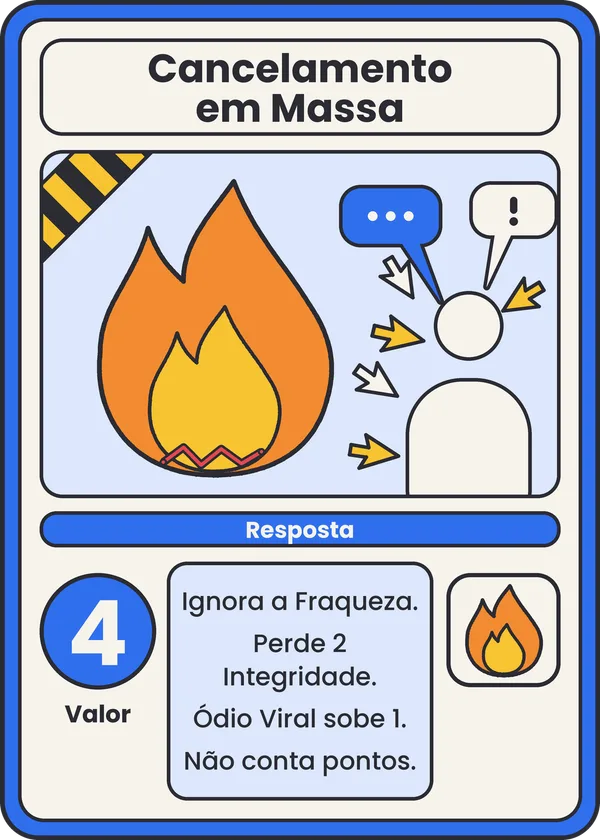 Cancelamento
em Massa
!
Resposta
4
Valor
Ignora a Fraqueza.
Perde 2
Integridade.
Ódio Viral sobe 1.
Não conta pontos.